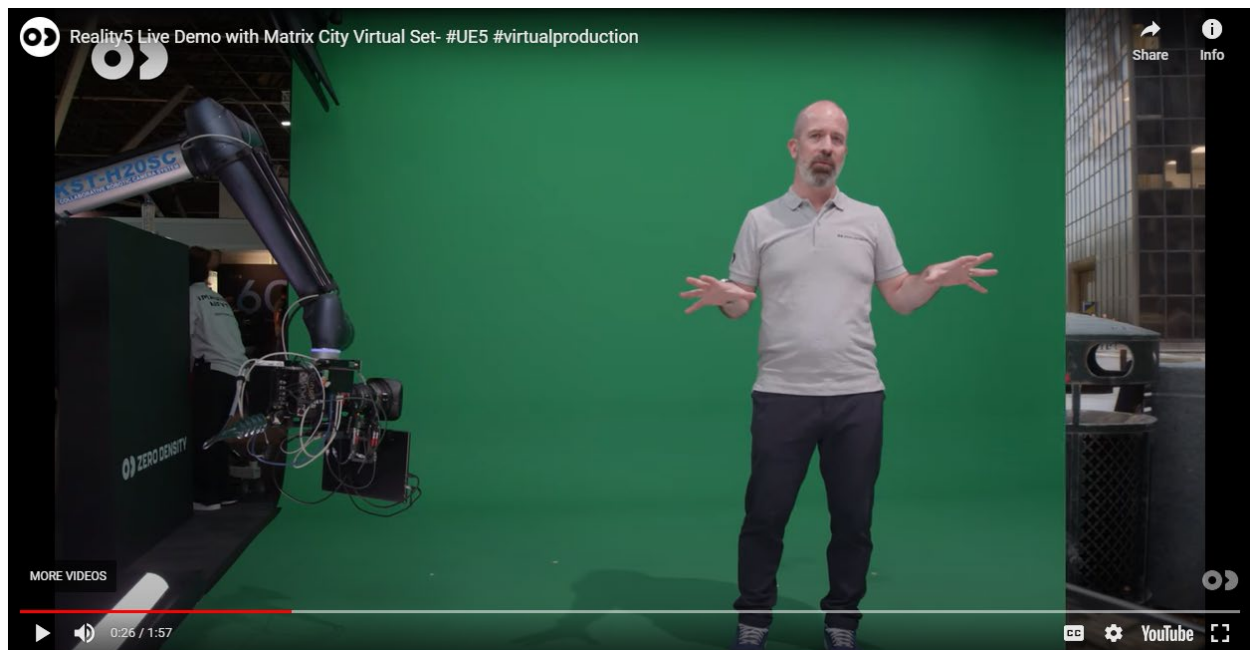 Reality5 Live Demo with Matrix City Virtual Set- #UE5 #virtualproduction
Share
Info
KST-H20SC
ZERO DENSITY
MORE VIDEOS
0:26 / 1:57
CC
YouTube